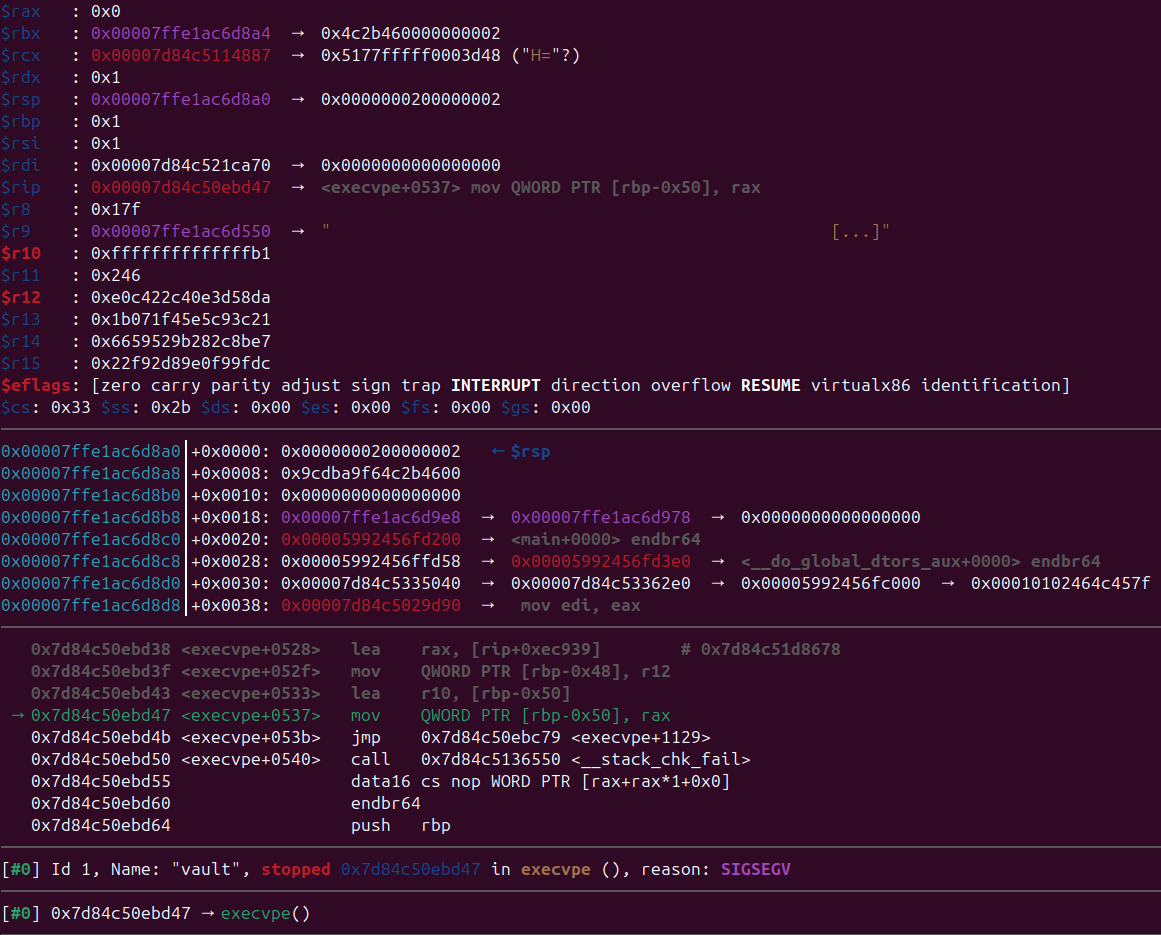 $rax   : 0x0
$rbx   : 0x00007ffe1ac6d8a4  →  0x4c2b460000000002
$rcx   : 0x00007d84c5114887  →  0x5177fffff0003d48 ("H="?)
$rdx   : 0x1
$rsp   : 0x00007ffe1ac6d8a0  →  0x0000000200000002
$rbp   : 0x1
$rsi   : 0x1
$rdi   : 0x00007d84c521ca70  →  0x0000000000000000
$rip   : 0x00007d84c50ebd47  →  <execvpe+0537> mov QWORD PTR [rbp-0x50], rax
$r8    : 0x17f
$r9    : 0x00007ffe1ac6d550  →  "                                                  [...]"
$r10   : 0xffffffffffffffb1
$r11   : 0x246
$r12   : 0xe0c422c40e3d58da
$r13   : 0x1b071f45e5c93c21
$r14   : 0x6659529b282c8be7
$r15   : 0x22f92d89e0f99fdc
$eflags: [zero carry parity adjust sign trap INTERRUPT direction overflow RESUME virtualx86 identification]
$cs: 0x33 $ss: 0x2b $ds: 0x00 $es: 0x00 $fs: 0x00 $gs: 0x00
0x00007ffe1ac6d8a0│+0x0000: 0x0000000200000002   ← $rsp
0x00007ffe1ac6d8a8│+0x0008: 0x9cdba9f64c2b4600
0x00007ffe1ac6d8b0│+0x0010: 0x0000000000000000
0x00007ffe1ac6d8b8│+0x0018: 0x00007ffe1ac6d9e8  →  0x00007ffe1ac6d978  →  0x0000000000000000
0x00007ffe1ac6d8c0│+0x0020: 0x00005992456fd200  →  <main+0000> endbr64
0x00007ffe1ac6d8c8│+0x0028: 0x00005992456ffd58  →  0x00005992456fd3e0  →  <__do_global_dtors_aux+0000> endbr64
0x00007ffe1ac6d8d0│+0x0030: 0x00007d84c5335040  →  0x00007d84c53362e0  →  0x00005992456fc000  →  0x00010102464c457f
0x00007ffe1ac6d8d8│+0x0038: 0x00007d84c5029d90  →   mov edi, eax
0x7d84c50ebd38 <execvpe+0528>   lea    rax, [rip+0xec939]        # 0x7d84c51d8678
0x7d84c50ebd3f <execvpe+052f>   mov    QWORD PTR [rbp-0x48], r12
0x7d84c50ebd43 <execvpe+0533>   lea    r10, [rbp-0x50]
→ 0x7d84c50ebd47 <execvpe+0537>   mov    QWORD PTR [rbp-0x50], rax
0x7d84c50ebd4b <execvpe+053b>   jmp    0x7d84c50ebc79 <execvpe+1129>
0x7d84c50ebd50 <execvpe+0540>   call   0x7d84c5136550 <__stack_chk_fail>
0x7d84c50ebd55                  data16 cs nop WORD PTR [rax+rax*1+0x0]
0x7d84c50ebd60                  endbr64
0x7d84c50ebd64                  push   rbp
[#0] Id 1, Name: "vault", stopped 0x7d84c50ebd47 in execvpe (), reason: SIGSEGV
[#0] 0x7d84c50ebd47 → execvpe()